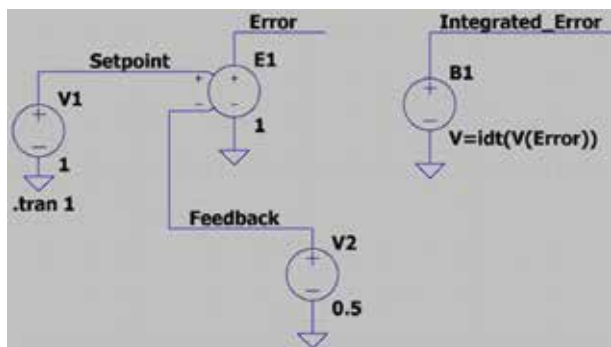 Error
Integrated_Error
Setpoint
E1
B1
V1
1
V=idt(V(Error))
1
.tran 1
Feedback
V2
0.5